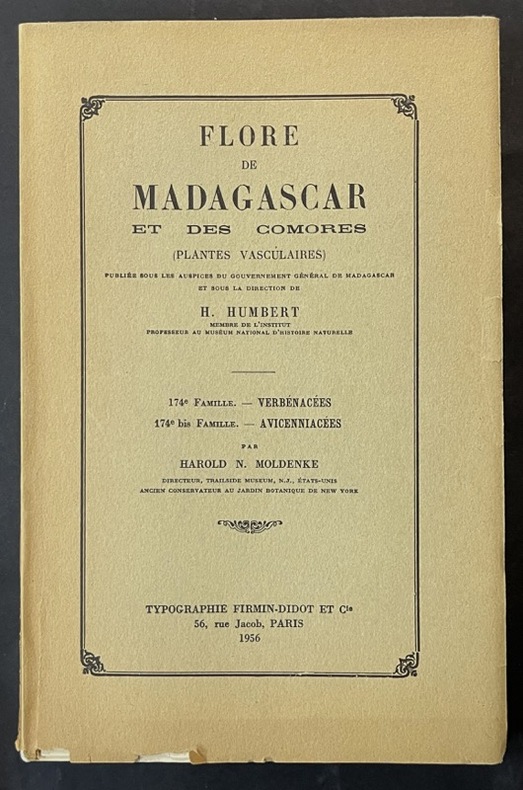 FLORE
DE
MADAGASCAR
ET DES COMORES
(PLANTES VASCULAIRES)
PUBLIÉE SOUS LES AUSPICES DU GOUVERNEMENT GÉNÉRAL DE MADAGASCAR
ET SOUS LA DIRECTION DE
H. HUMBERT
MEMBRE DE L'INSTITUT
PROFESSEUR AU MUSÉUM NATIONAL D'HISTOIRE NATURELLE
174e FAMILLE. — VERBÉNACÉES
174e bis FAMILLE. — AVICENNIACÉES
PAR
HAROLD N. MOLDENKE
DIRECTEUR, TRAILSIDE MUSEUM, N.J., ÉTATS-UNIS
ANCIEN CONSERVATEUR AU JARDIN BOTANIQUE DE NEW YORK
TYPOGRAPHIE FIRMIN-DIDOT ET Cie
56, rue Jacob, PARIS
1956